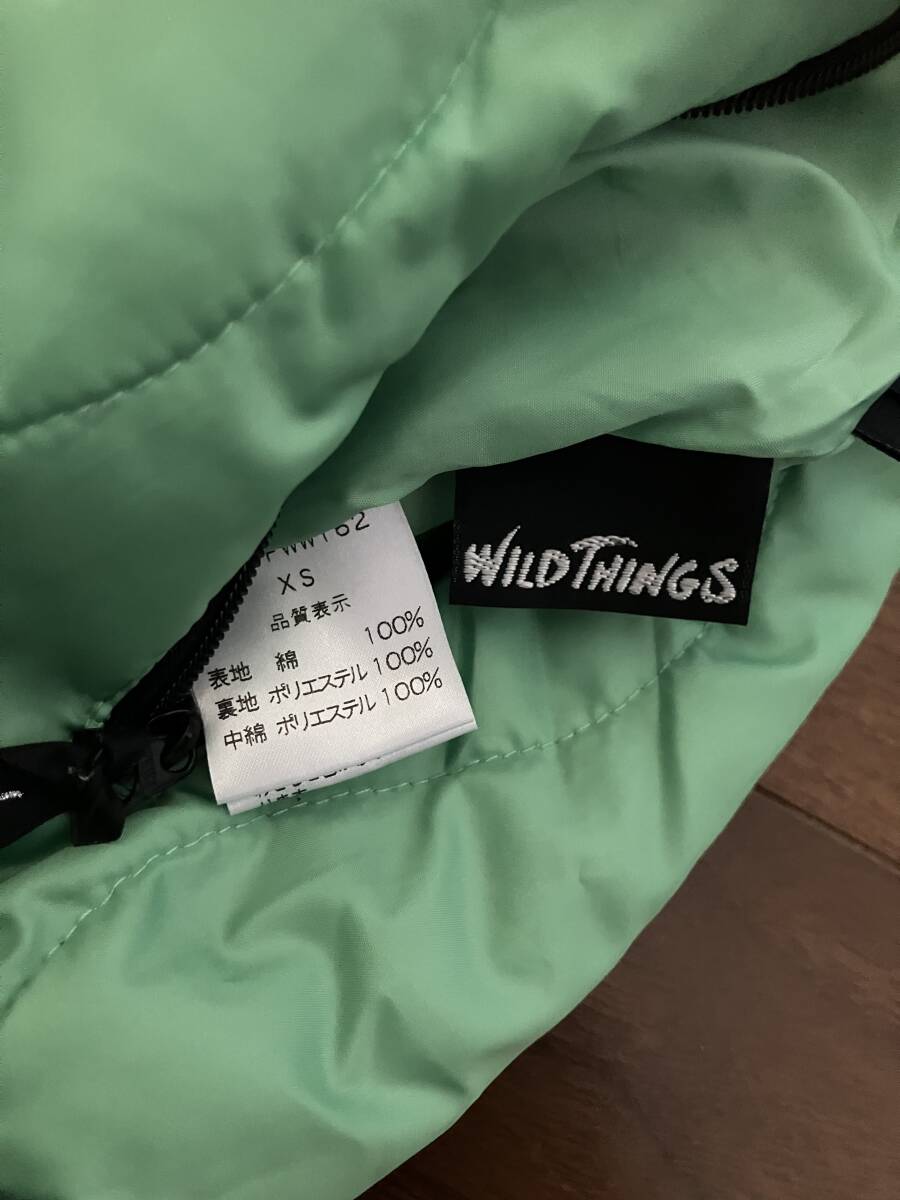 FWW162
XS
品質表示
表地 綿 100%
裏地 ポリエステル 100%
中綿 ポリエステル 100%
WILDTHINGS